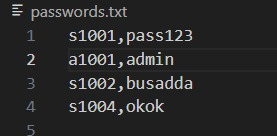 passwords.txt
1 s1001,pass123
2 a1001,admin
3 s1002,busadda
4 s1004,okok
5